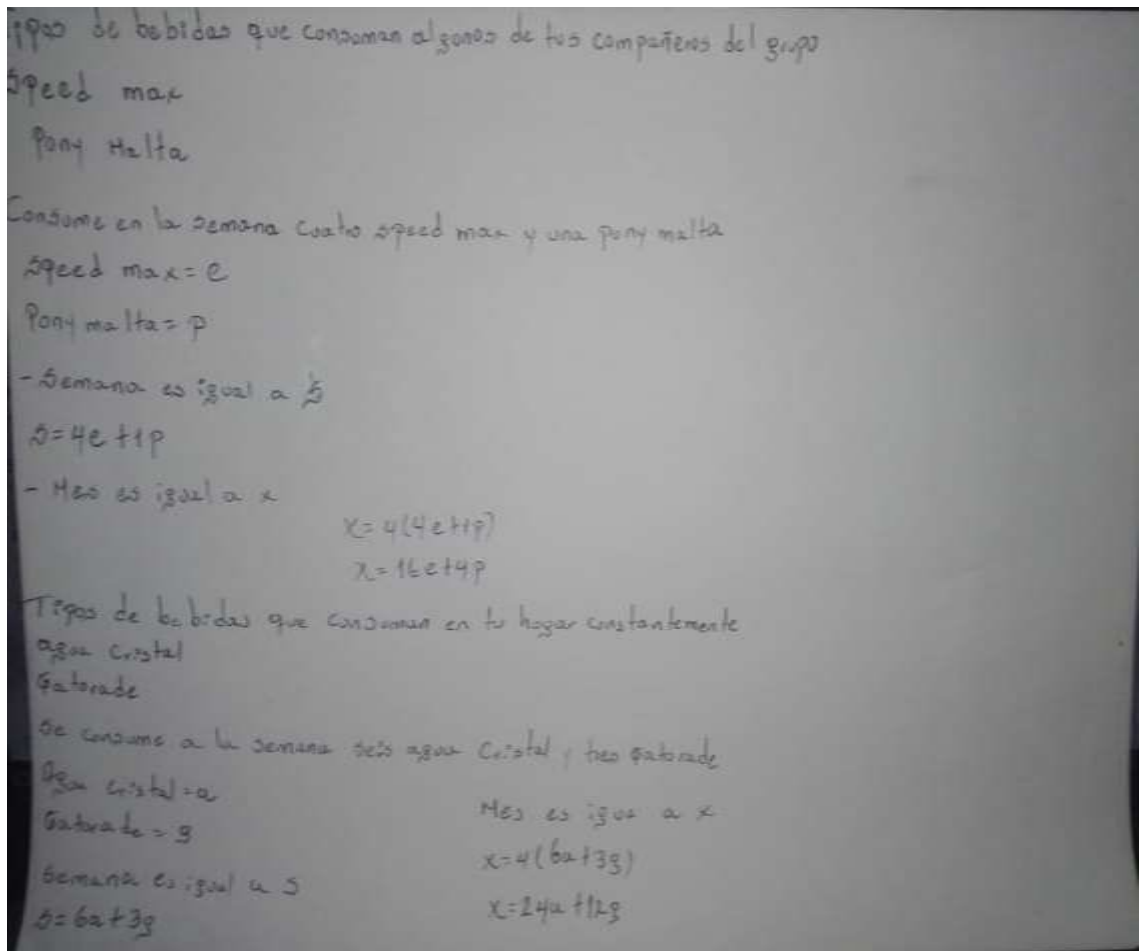 Tipos de bebidas que consuman algunos de tus compañeros del grupo
Speed max
Pony Malta
Consume en la semana cuatro speed max y una pony malta
Speed max = e
Pony malta = p
- Semana es igual a S
S=4e+1p
- Mes es igual a x
x=4(4e+1p)
x=16e+4p
Tipos de bebidas que consuman en tu hogar constantemente
agua Cristal
Gatorade
Se consume a la semana seis agua Cristal y tres gatorade
Agua cristal = a
Gatorade = g
Semana es igual a S
S=6a+3g
Mes es igua a x
x=4(6a+3g)
x=24a+12g